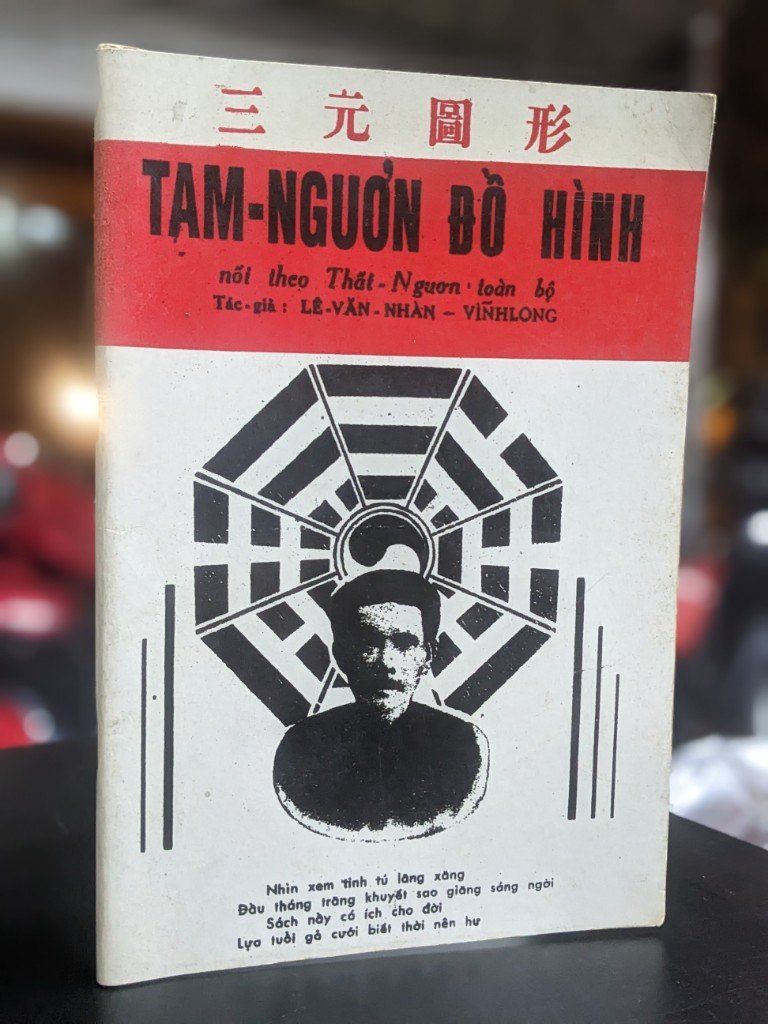 三元圖形
TAM-NGUƠN ĐỒ HÌNH
nối theo Thất-Nguơn toàn bộ
Tác-giả : LÊ-VĂN-NHÀN – VĨNHLONG
Nhìn xem tinh tú lăng xăng
Đầu tháng trăng khuyết sao giăng sáng ngời
Sách nầy có ích cho đời
Lựa tuổi gả cưới biết thời nên hư